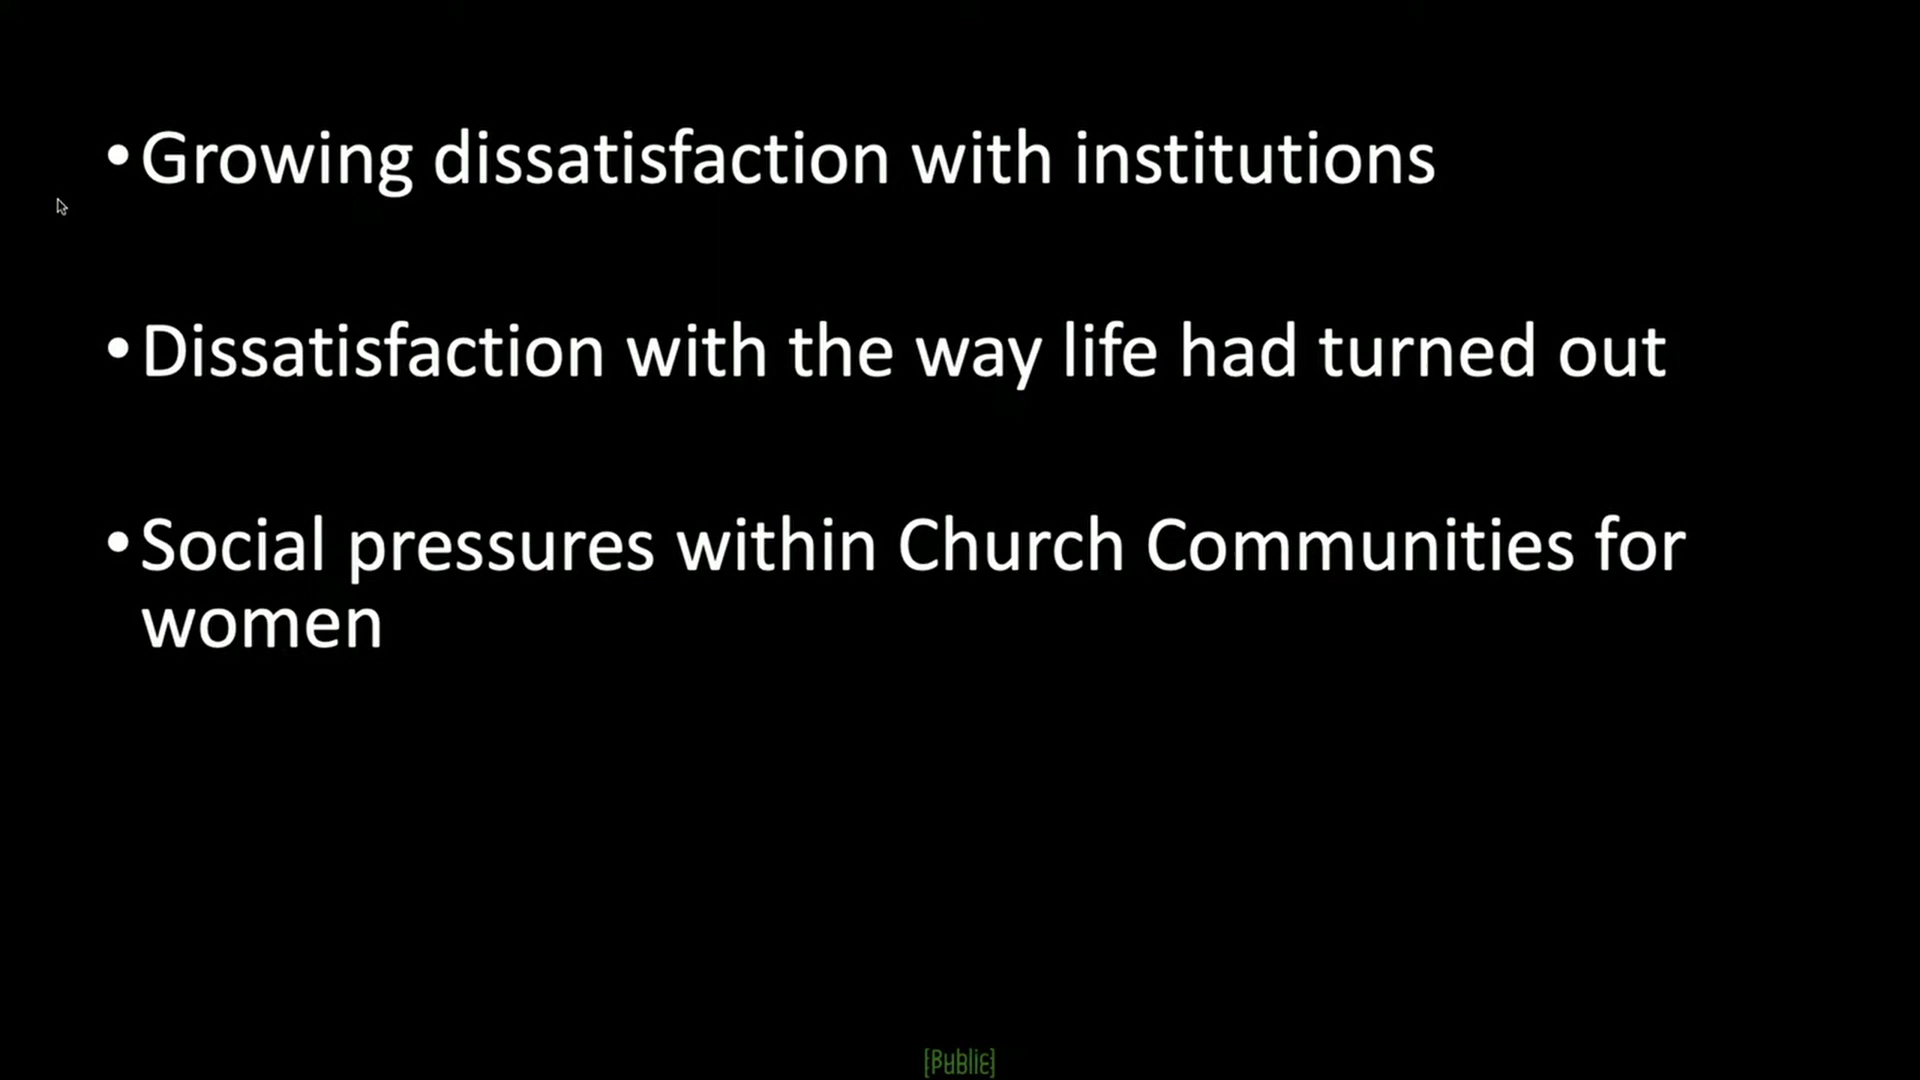 •Growing dissatisfaction with institutions
•Dissatisfaction with the way life had turned out
•Social pressures within Church Communities for
women
[Public]